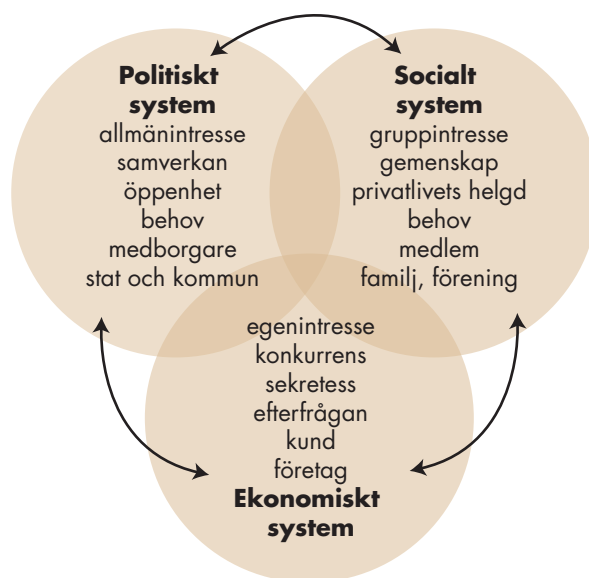 Politiskt
system
allmänintresse
samverkan
öppenhet
behov
medborgare
stat och kommun
Socialt
system
gruppintresse
gemenskap
privatlivets helgd
behov
medlem
familj, förening
egenintresse
konkurrens
sekretess
efterfrågan
kund
företag
Ekonomiskt
system